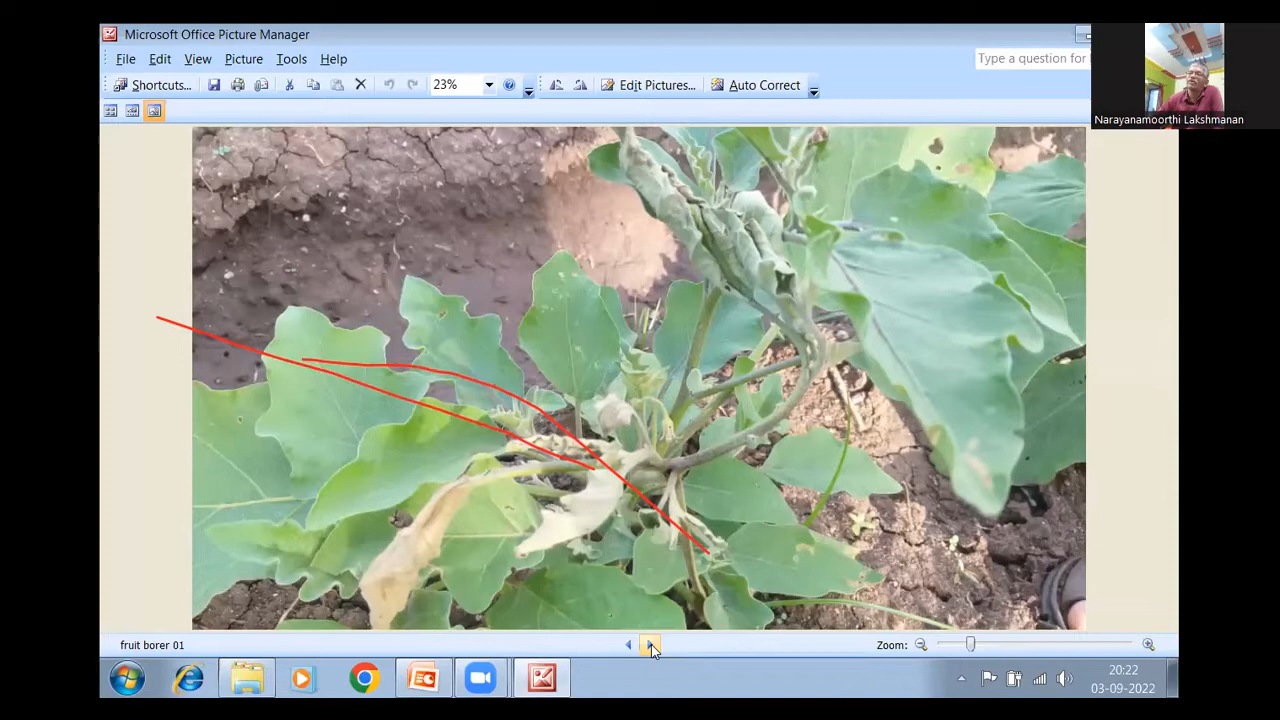 Microsoft Office Picture Manager
File Edit View Picture Tools Help
Type a question for
Shortcuts... 23% Edit Pictures... Auto Correct
Narayanamoorthi Lakshmanan
fruit borer 01
Zoom:
20:22
03-09-2022